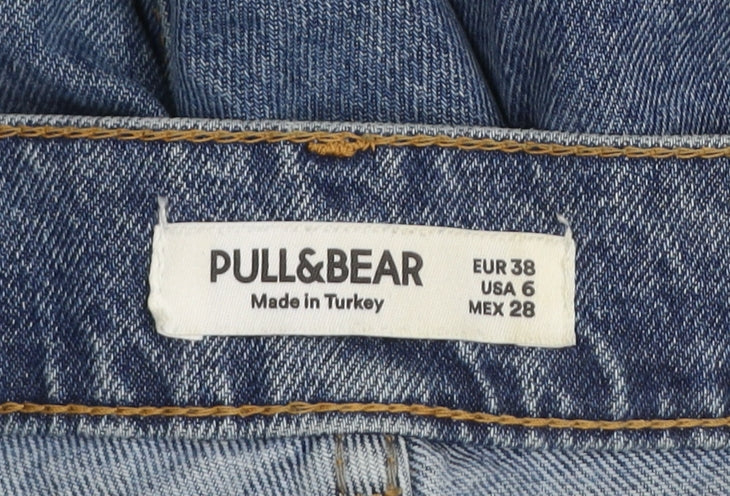 PULL&BEAR
Made in Turkey
EUR 38
USA 6
MEX 28